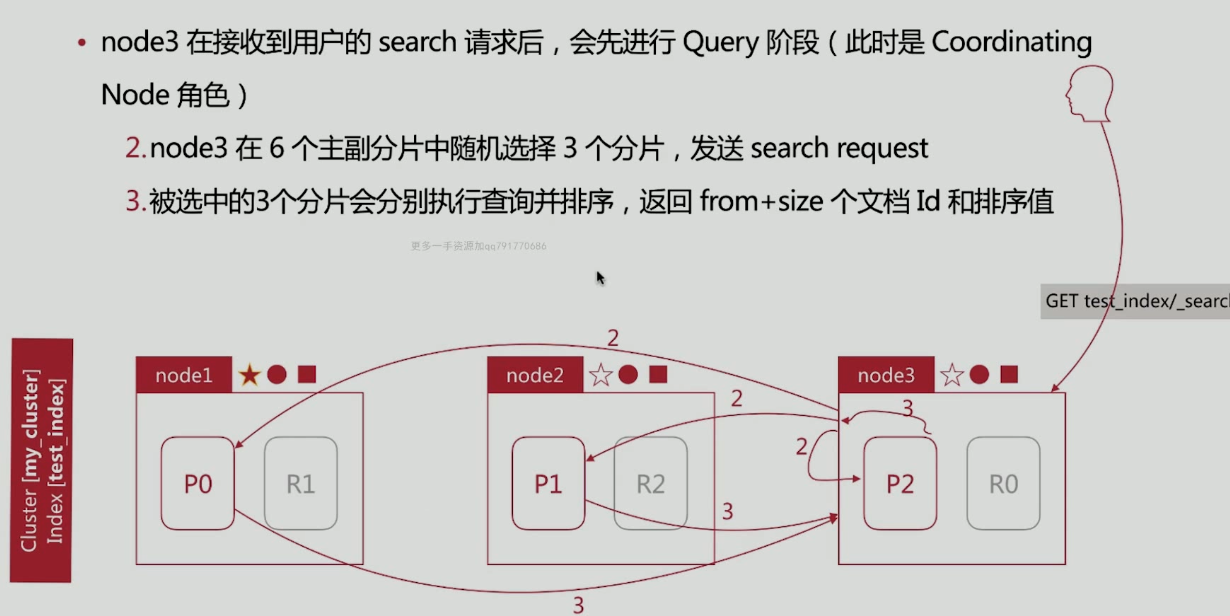 • node3 在接收到用户的 search 请求后，会先进行 Query 阶段（此时是 Coordinating
Node 角色）
2.node3 在 6 个主副分片中随机选择 3 个分片，发送 search request
3.被选中的3个分片会分别执行查询并排序，返回 from+size 个文档 Id 和排序值
更多一手资源加qq791770686
GET test_index/_search
Cluster [my_cluster]
Index [test_index]
node1
node2
node3
2
2
3
2
P0
R1
P1
R2
P2
R0
3
3